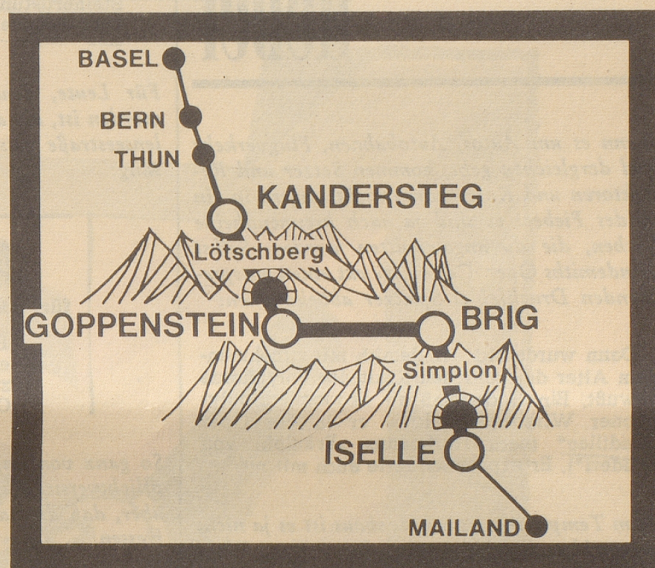 BASEL
BERN
THUN
KANDERSTEG
Lötschberg
GOPPENSTEIN
BRIG
Simplon
ISELLE
MAILAND